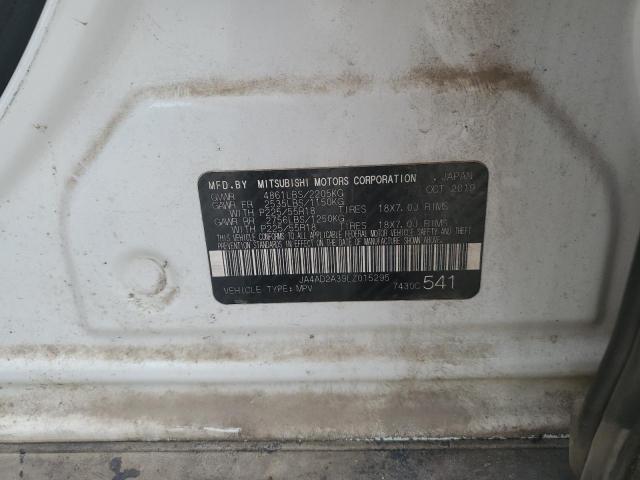 MFD.BY MITSUBISHI MOTORS CORPORATION , JAPAN
GVWR 4861LBS/2205KG OCT 2019
GAWR FR 2535LBS/1150KG
WITH P225/55R18 TIRES 18X7.0J RIMS
GAWR RR 2756LBS/1250KG
WITH P225/55R18 TIRES 18X7.0J RIMS
THIS VEHICLE CONFORMS TO ALL APPLICABLE FEDERAL MOTOR VEHICLE SAFETY AND THEFT
PREVENTION STANDARDS IN EFFECT ON THE DATE OF MANUFACTURE SHOWN ABOVE.
JA4AD2A39LZ015295
VEHICLE TYPE:MPV 7430C 541